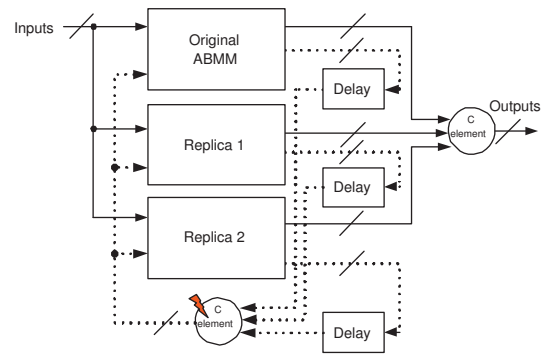 Inputs
Original
ABMM
Delay
Outputs
C
element
Replica 1
Delay
Replica 2
C
element
Delay